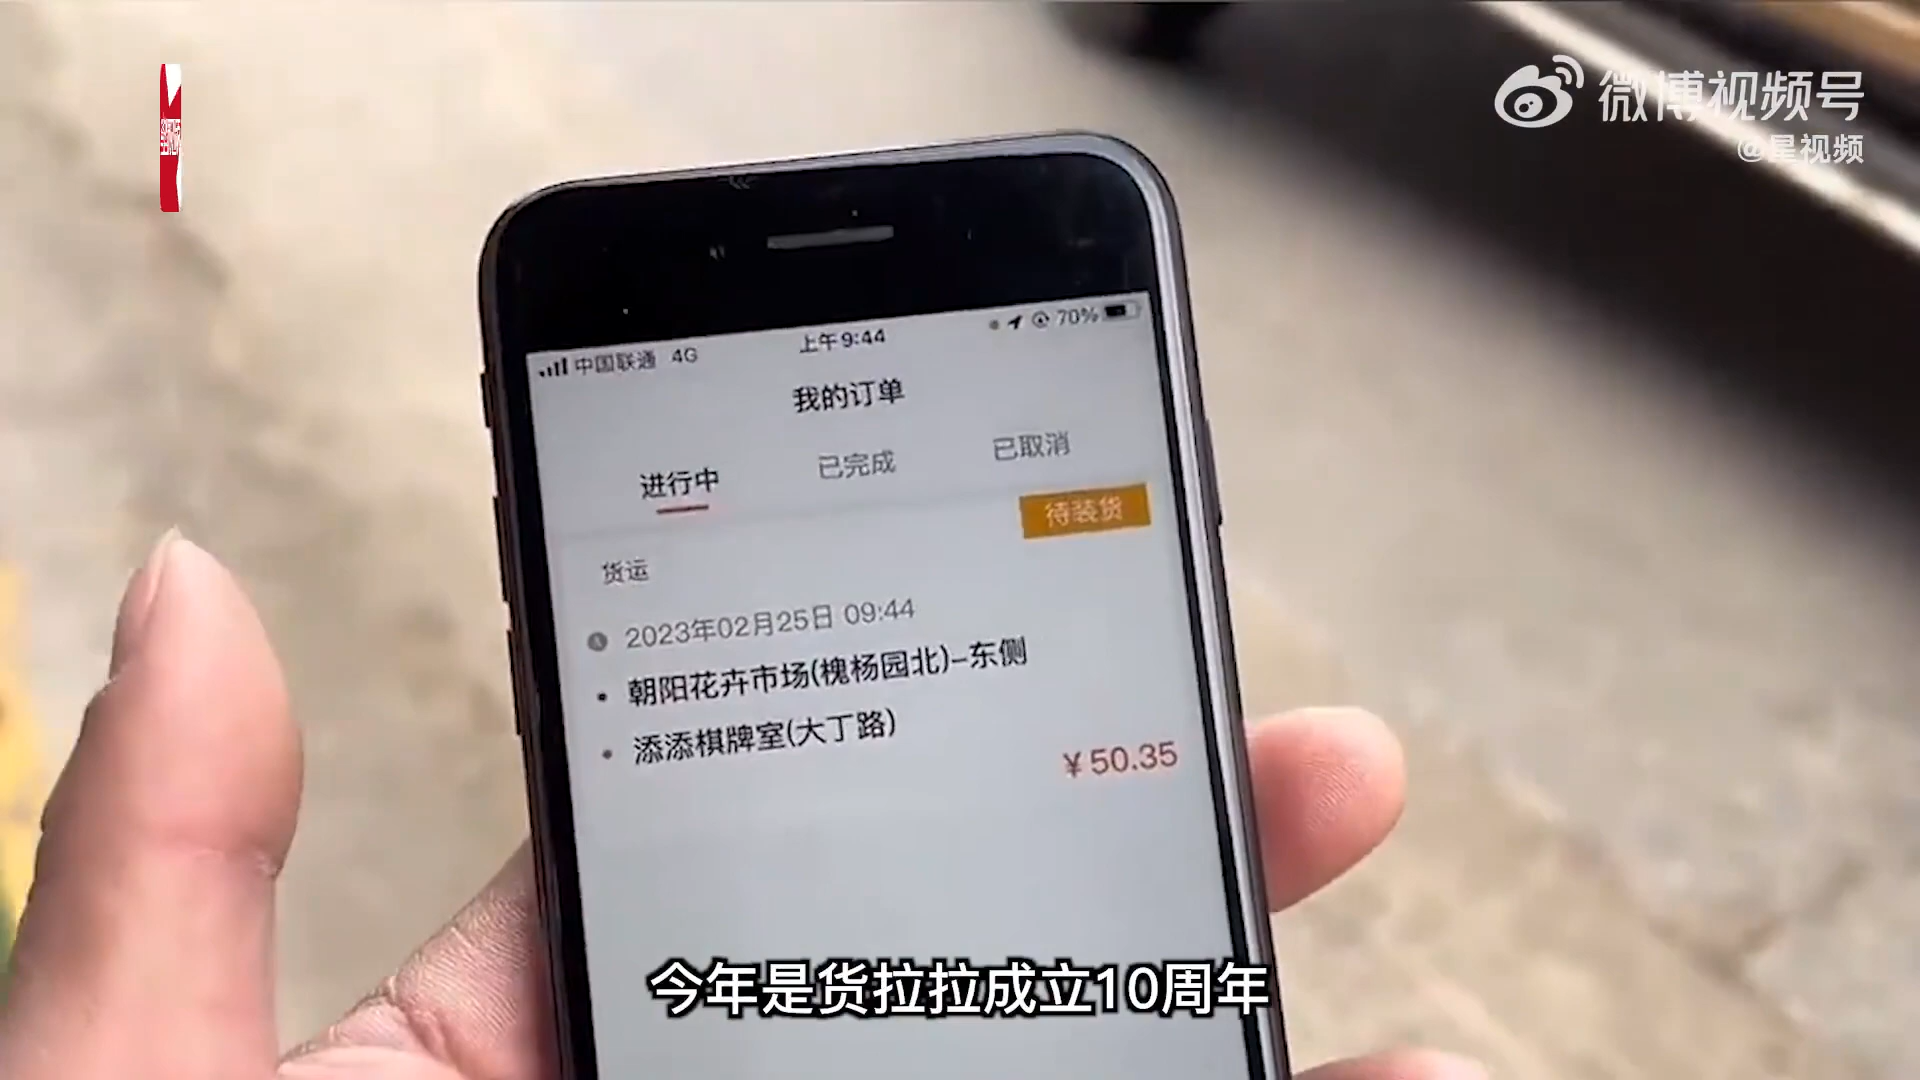 微博视频号
@星视频
中国联通 4G
上午9:44
70%
我的订单
进行中
已完成
已取消
待装货
货运
2023年02月25日 09:44
朝阳花卉市场(槐杨园北)-东侧
添添棋牌室(大丁路)
¥50.35
今年是货拉拉成立10周年